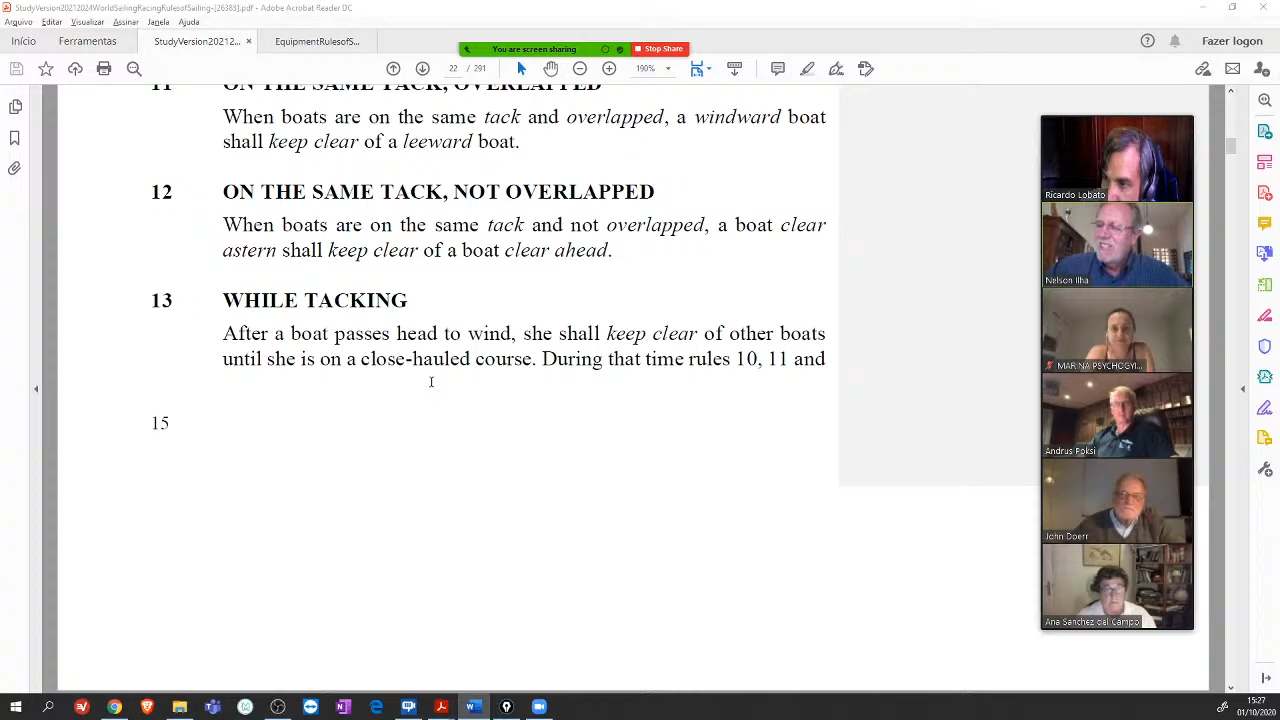 StudyVersion20212024WorldSailingRacingRulesofSailing-[26383].pdf - Adobe Acrobat Reader DC
Arquivo Editar Visualizar Assinar Ajuda
Início Ferramentas StudyVersion20212... × EquipmentRulesofS... Fazer logon
You are screen sharing Stop Share
22 / 291 190%
11 ON THE SAME TACK, OVERLAPPED
When boats are on the same tack and overlapped, a windward boat
shall keep clear of a leeward boat.
12 ON THE SAME TACK, NOT OVERLAPPED
When boats are on the same tack and not overlapped, a boat clear
astern shall keep clear of a boat clear ahead.
13 WHILE TACKING
After a boat passes head to wind, she shall keep clear of other boats
until she is on a close-hauled course. During that time rules 10, 11 and
15
Ricardo Lobato
Nelson Ilha
MARINA PSYCHOGYI...
Andrus Poksi
John Doerr
Ana Sanchez del Campo
15:27
01/10/2020